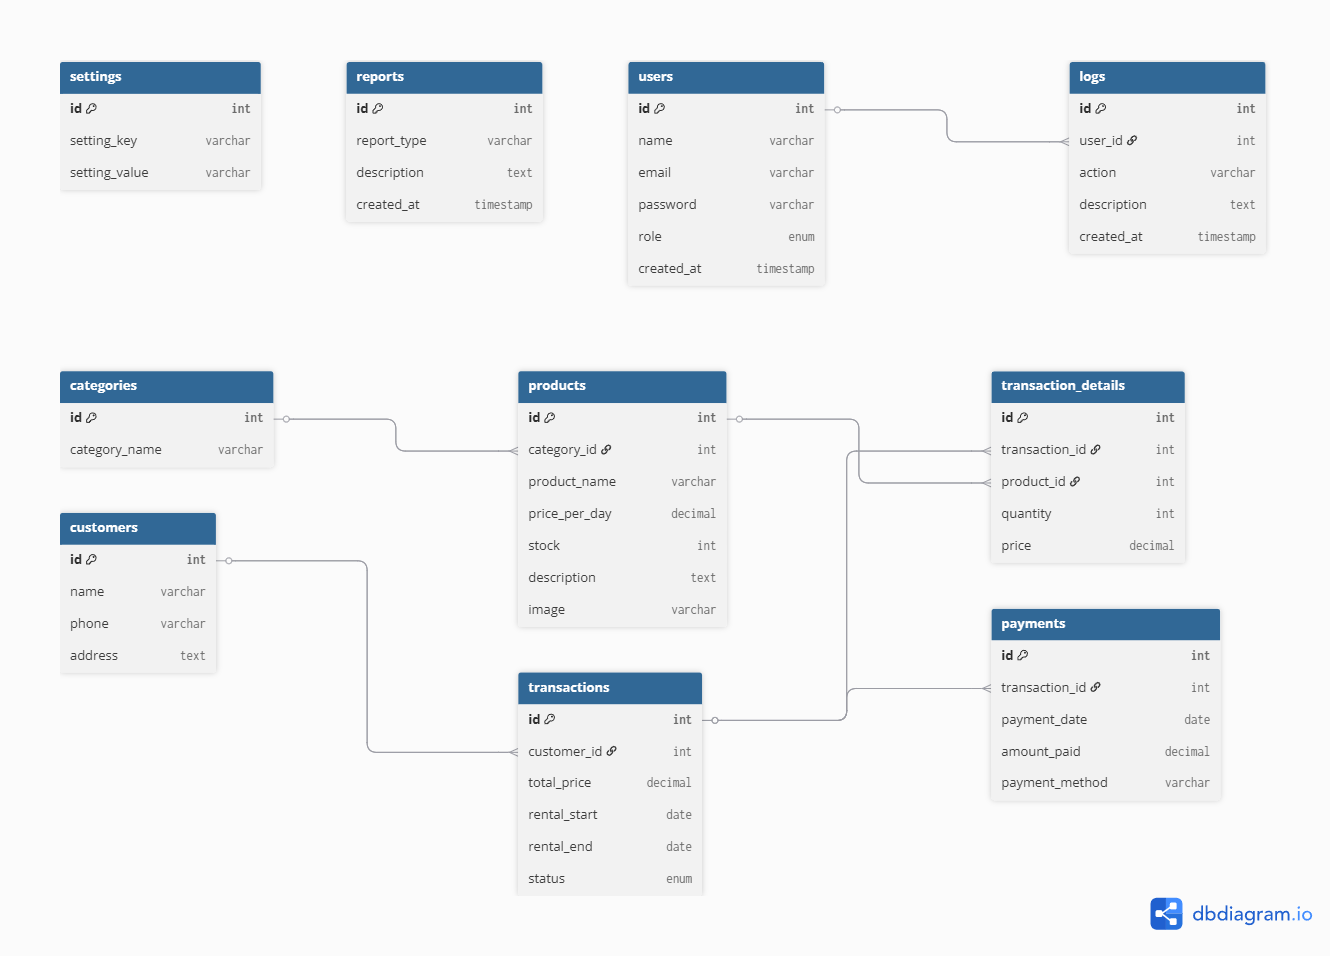 settings
id int
setting_key varchar
setting_value varchar
reports
id int
report_type varchar
description text
created_at timestamp
users
id int
name varchar
email varchar
password varchar
role enum
created_at timestamp
logs
id int
user_id int
action varchar
description text
created_at timestamp
categories
id int
category_name varchar
products
id int
category_id int
product_name varchar
price_per_day decimal
stock int
description text
image varchar
transaction_details
id int
transaction_id int
product_id int
quantity int
price decimal
customers
id int
name varchar
phone varchar
address text
transactions
id int
customer_id int
total_price decimal
rental_start date
rental_end date
status enum
payments
id int
transaction_id int
payment_date date
amount_paid decimal
payment_method varchar
dbdiagram.io